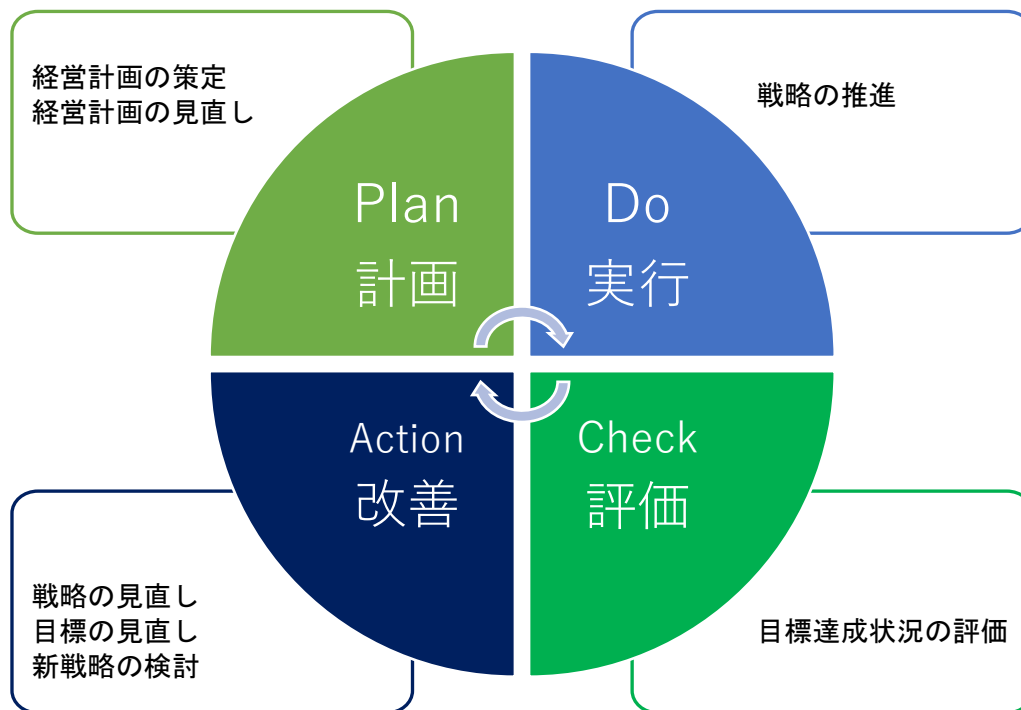 経営計画の策定
経営計画の見直し
戦略の推進
Plan
計画
Do
実行
Action
改善
Check
評価
戦略の見直し
目標の見直し
新戦略の検討
目標達成状況の評価